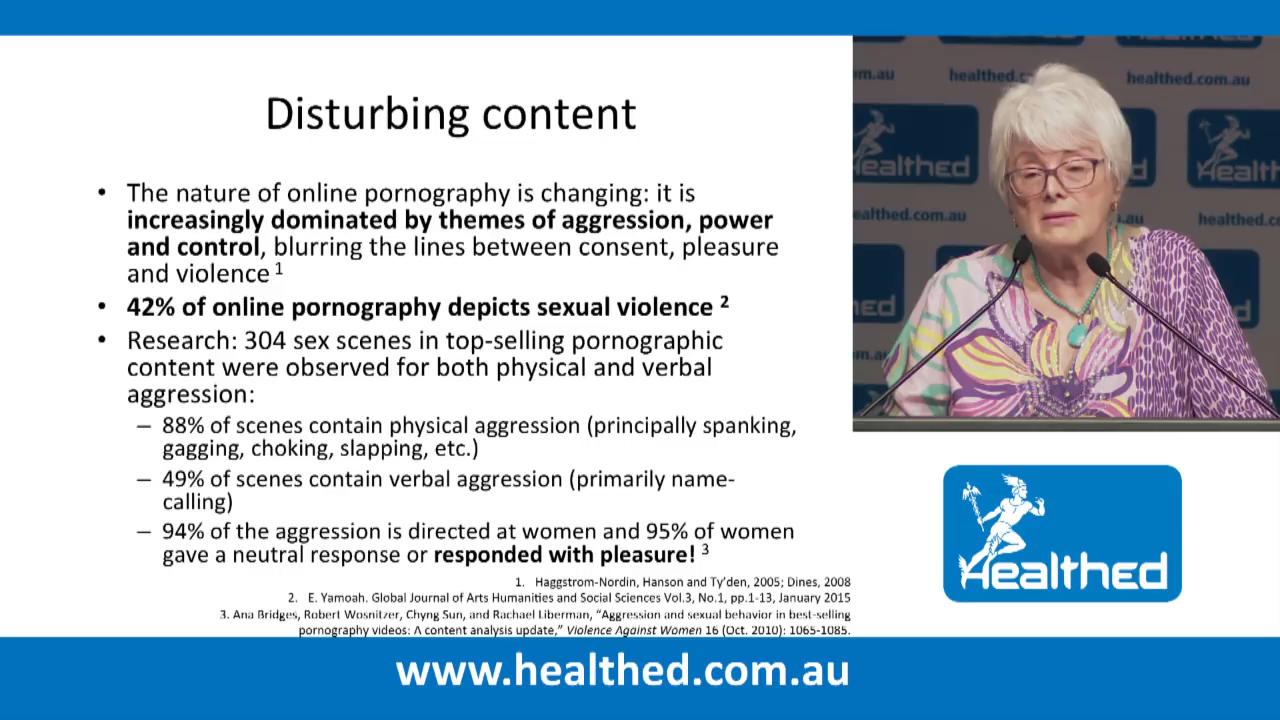 Disturbing content
• The nature of online pornography is changing: it is
increasingly dominated by themes of aggression, power
and control, blurring the lines between consent, pleasure
and violence 1
• 42% of online pornography depicts sexual violence 2
• Research: 304 sex scenes in top-selling pornographic
content were observed for both physical and verbal
aggression:
– 88% of scenes contain physical aggression (principally spanking,
gagging, choking, slapping, etc.)
– 49% of scenes contain verbal aggression (primarily name-
calling)
– 94% of the aggression is directed at women and 95% of women
gave a neutral response or responded with pleasure! 3
1. Haggstrom-Nordin, Hanson and Ty'den, 2005; Dines, 2008
2. E. Yamoah. Global Journal of Arts Humanities and Social Sciences Vol.3, No.1, pp.1-13, January 2015
3. Ana Bridges, Robert Wosnitzer, Chyng Sun, and Rachael Liberman, "Aggression and sexual behavior in best-selling
pornography videos: A content analysis update," Violence Against Women 16 (Oct. 2010): 1065-1085.
m.au healthed.c healthed.com.au
ealthed Healthed
ealthed.com.au .au healthed.co
ed
m.au
Healthed
www.healthed.com.au